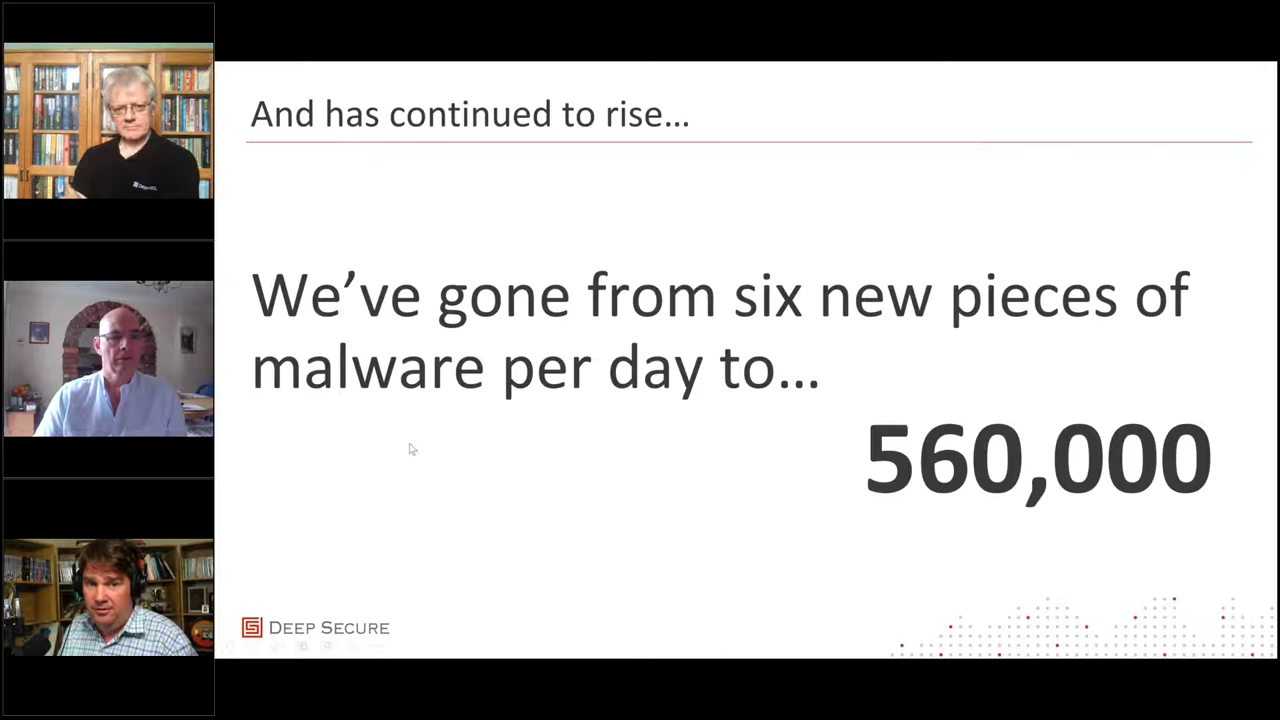 And has continued to rise…
We’ve gone from six new pieces of
malware per day to…
560,000
DEEP SECURE